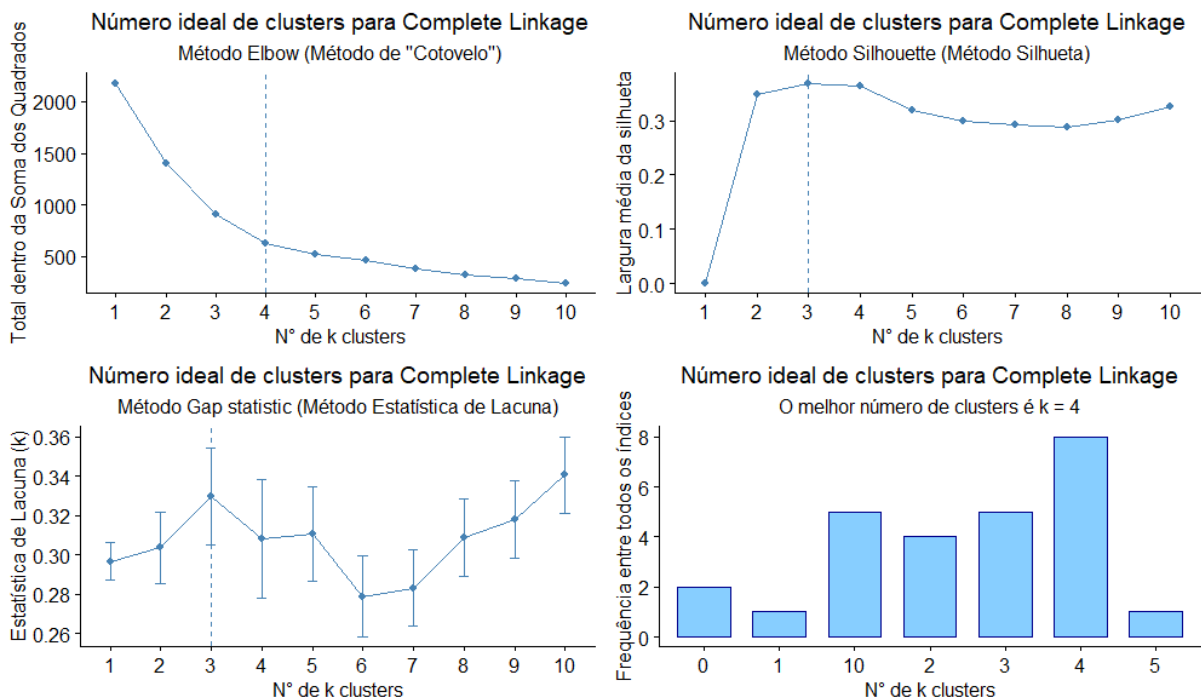 Número ideal de clusters para Complete Linkage
Método Elbow (Método de "Cotovelo")
Total dentro da Soma dos Quadrados
2000
1500
1000
500
1 2 3 4 5 6 7 8 9 10
N° de k clusters
Número ideal de clusters para Complete Linkage
Método Silhouette (Método Silhueta)
Largura média da silhueta
0.3
0.2
0.1
0.0
1 2 3 4 5 6 7 8 9 10
N° de k clusters
Número ideal de clusters para Complete Linkage
Método Gap statistic (Método Estatística de Lacuna)
Estatística de Lacuna (k)
0.36
0.34
0.32
0.30
0.28
0.26
1 2 3 4 5 6 7 8 9 10
N° de k clusters
Número ideal de clusters para Complete Linkage
O melhor número de clusters é k = 4
Frequência entre todos os índices
8
6
4
2
0
0 1 10 2 3 4 5
N° de k clusters